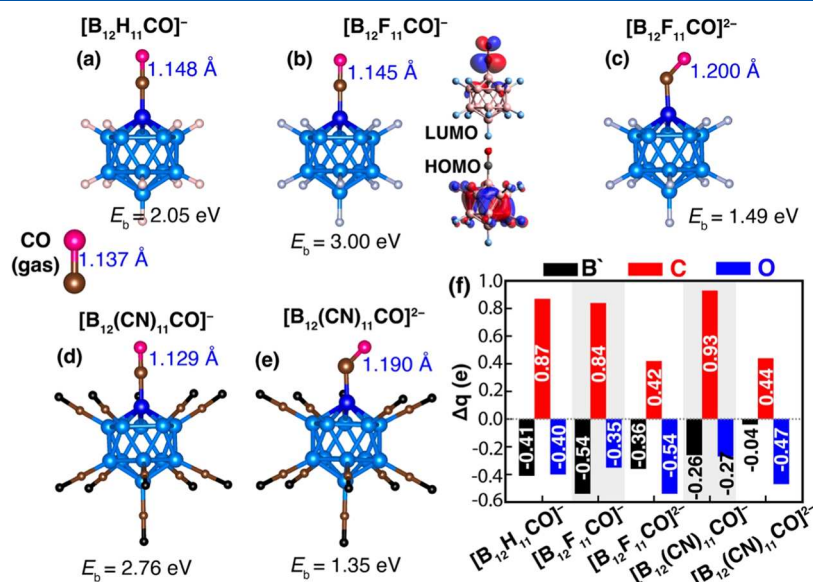 [B₁₂H₁₁CO]⁻
(a)
1.148 Å
E_b = 2.05 eV
[B₁₂F₁₁CO]⁻
(b)
1.145 Å
E_b = 3.00 eV
LUMO
HOMO
[B₁₂F₁₁CO]²⁻
(c)
1.200 Å
E_b = 1.49 eV
CO
(gas)
1.137 Å
[B₁₂(CN)₁₁CO]⁻
(d)
1.129 Å
E_b = 2.76 eV
[B₁₂(CN)₁₁CO]²⁻
(e)
1.190 Å
E_b = 1.35 eV
B` C O
(f)
Δq (e)
1.0
0.8
0.6
0.4
0.2
0.0
-0.2
-0.4
-0.6
0.87 0.84 0.42 0.93 0.44
-0.41 -0.40 -0.54 -0.35 -0.36 -0.54 -0.26 -0.27 -0.04 -0.47
[B₁₂H₁₁CO]⁻
[B₁₂F₁₁CO]⁻
[B₁₂F₁₁CO]²⁻
[B₁₂(CN)₁₁CO]⁻
[B₁₂(CN)₁₁CO]²⁻